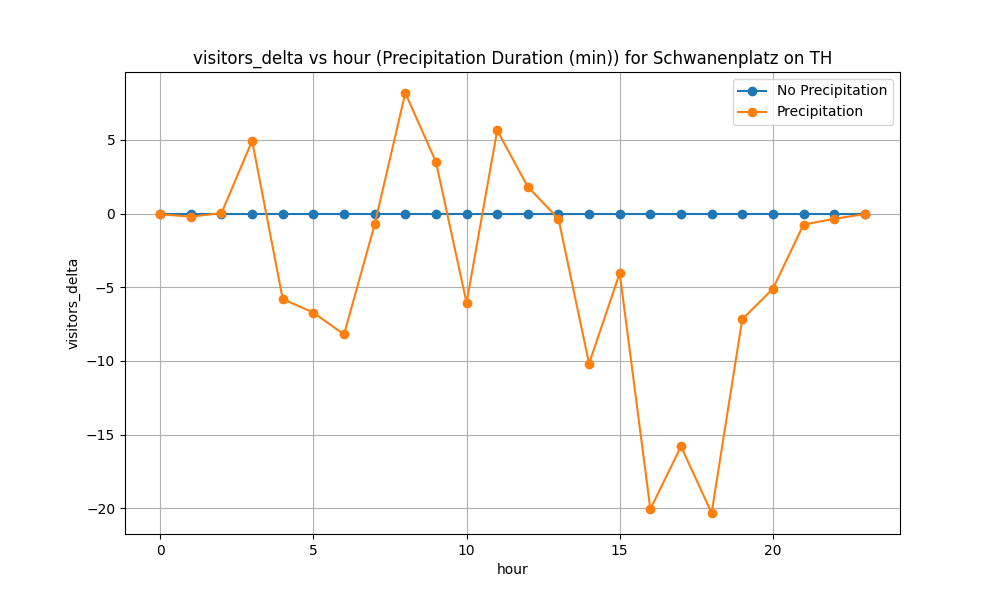 visitors_delta vs hour (Precipitation Duration (min)) for Schwanenplatz on TH
No Precipitation
Precipitation
visitors_delta
5
0
−5
−10
−15
−20
0 5 10 15 20
hour